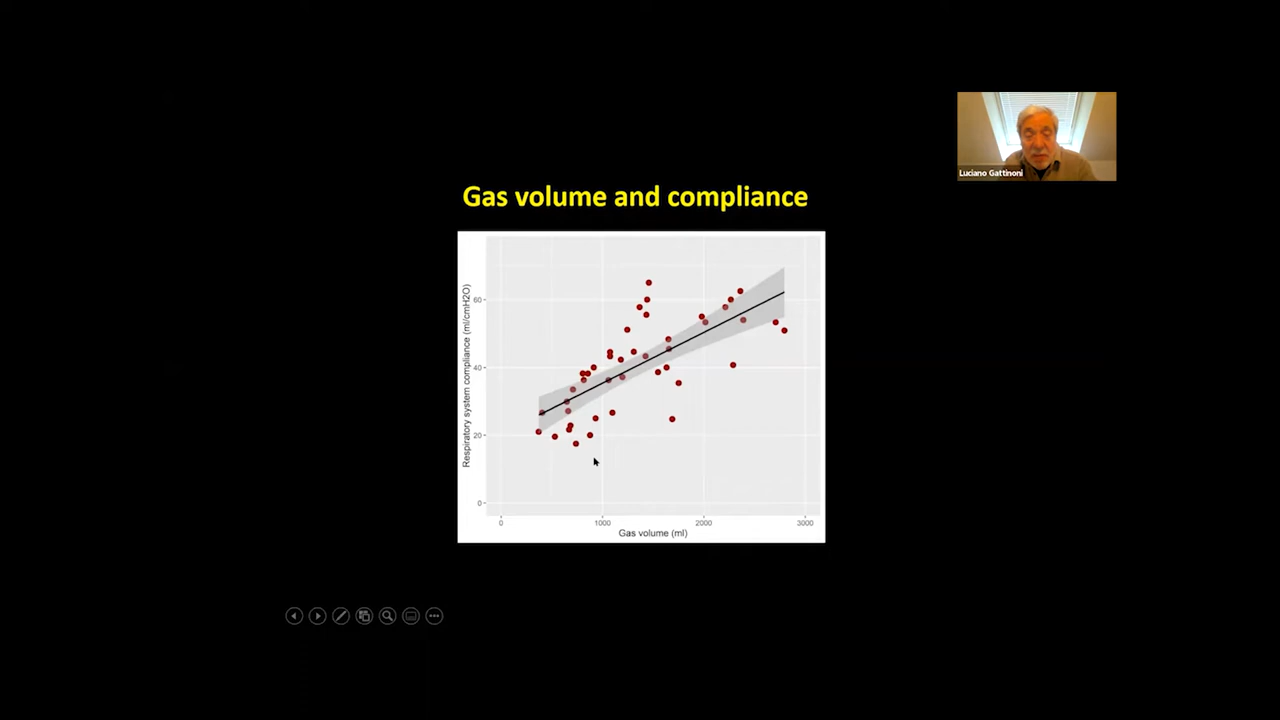 Luciano Gattinoni
Gas volume and compliance
Respiratory system compliance (ml/cmH2O)
60
40
20
0
0 1000 2000 3000
Gas volume (ml)